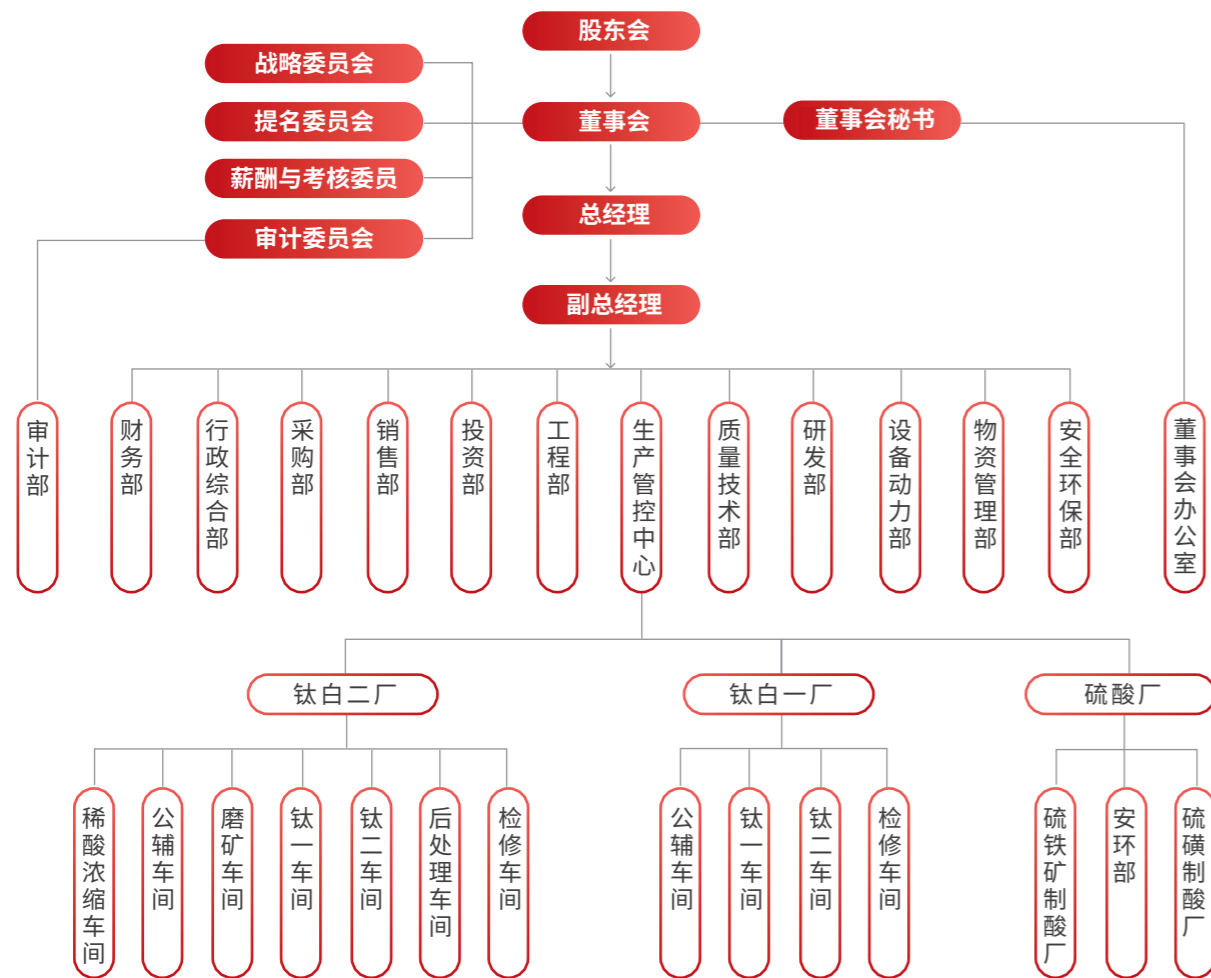 股东会
战略委员会
提名委员会
董事会
董事会秘书
薪酬与考核委员
总经理
审计委员会
副总经理
审计部
财务部
行政综合部
采购部
销售部
投资部
工程部
生产管控中心
质量技术部
研发部
设备动力部
物资管理部
安全环保部
董事会办公室
钛白二厂
钛白一厂
硫酸厂
稀酸浓缩车间
公辅车间
磨矿车间
钛一车间
钛二车间
后处理车间
检修车间
公辅车间
钛一车间
钛二车间
检修车间
硫铁矿制酸厂
安环部
硫磺制酸厂